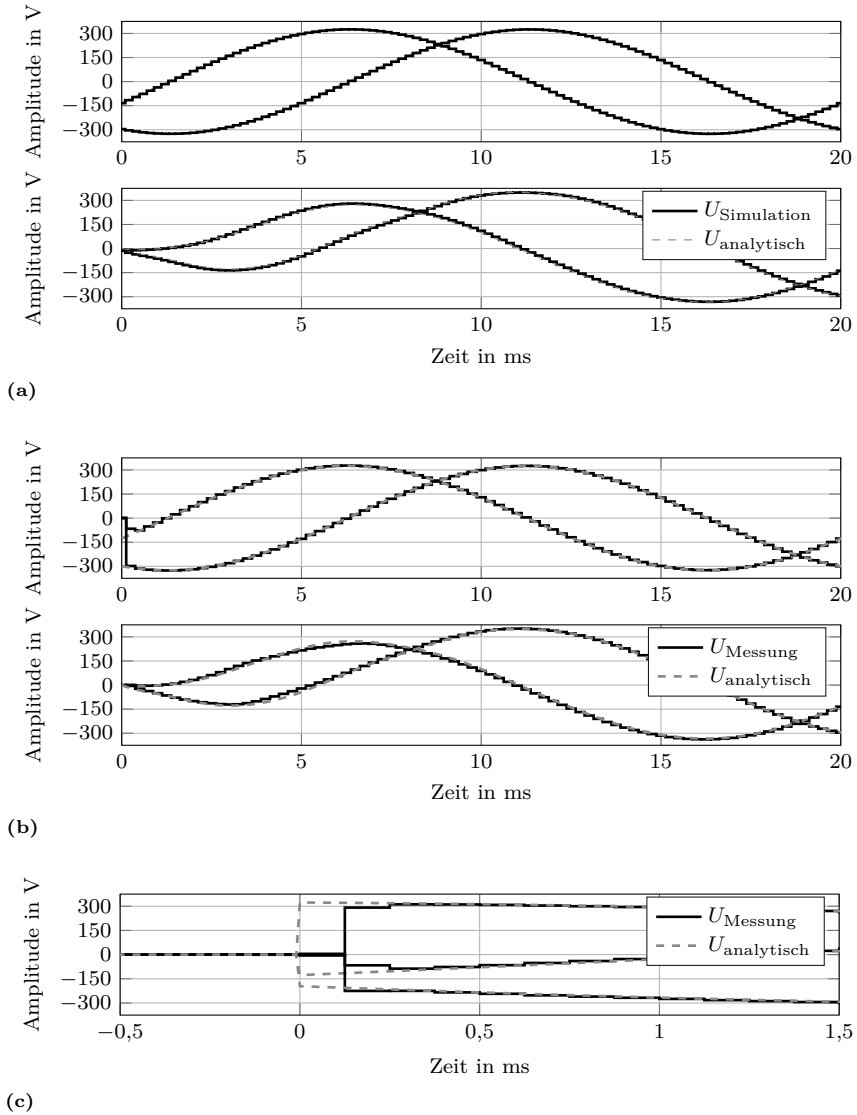 Amplitude in V
300
150
0
−150
−300
0 5 10 15 20
Amplitude in V
300
150
0
−150
−300
U_Simulation
U_analytisch
0 5 10 15 20
Zeit in ms
(a)
Amplitude in V
300
150
0
−150
−300
0 5 10 15 20
Amplitude in V
300
150
0
−150
−300
U_Messung
U_analytisch
0 5 10 15 20
Zeit in ms
(b)
Amplitude in V
300
150
0
−150
−300
U_Messung
U_analytisch
−0,5 0 0,5 1 1,5
Zeit in ms
(c)